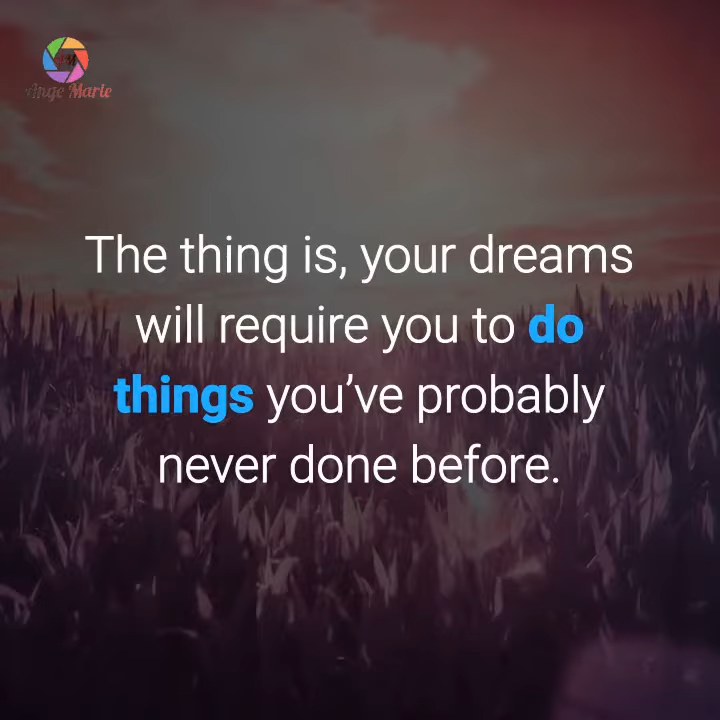 Ange Marie
The thing is, your dreams
will require you to do
things you’ve probably
never done before.